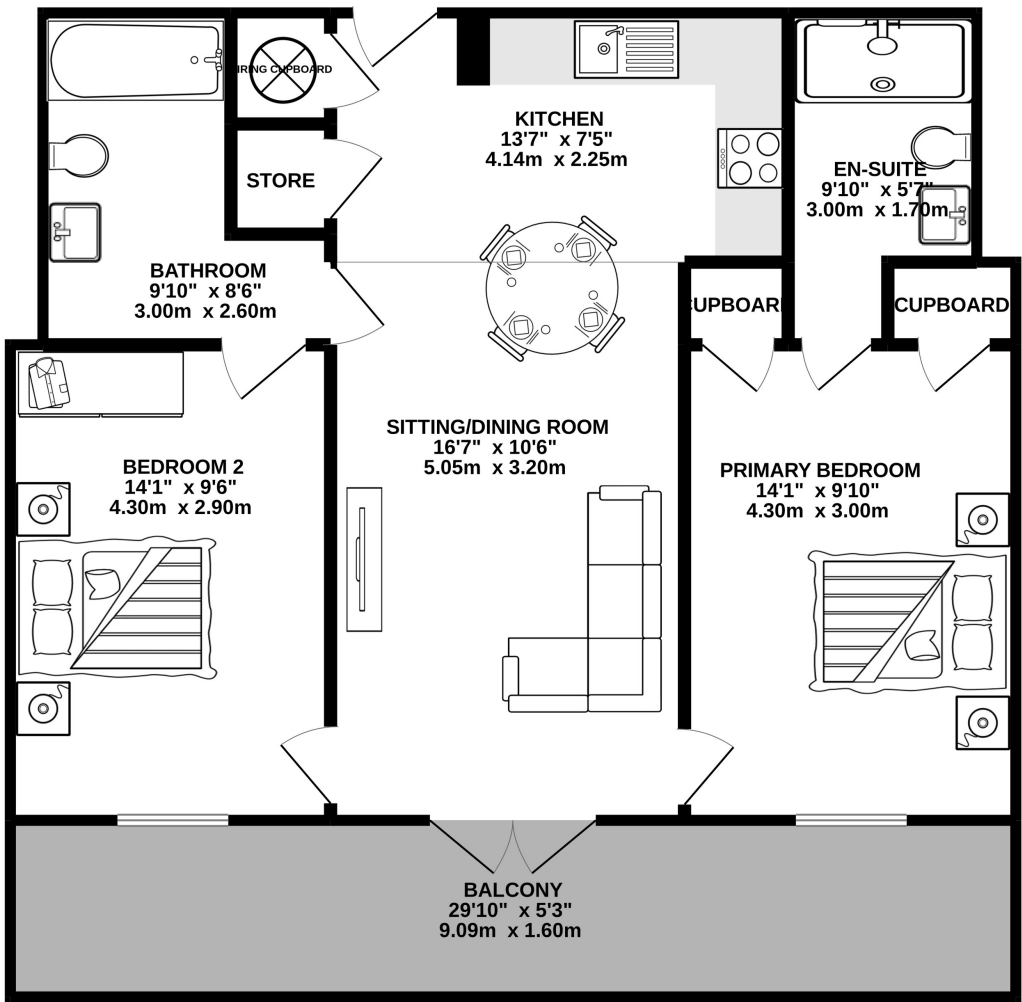 KITCHEN
13'7" x 7'5"
4.14m x 2.25m
EN-SUITE
9'10" x 5'7"
3.00m x 1.70m
STORE
BATHROOM
9'10" x 8'6"
3.00m x 2.60m
CUPBOARD
SITTING/DINING ROOM
16'7" x 10'6"
5.05m x 3.20m
BEDROOM 2
14'1" x 9'6"
4.30m x 2.90m
PRIMARY BEDROOM
14'1" x 9'10"
4.30m x 3.00m
BALCONY
29'10" x 5'3"
9.09m x 1.60m